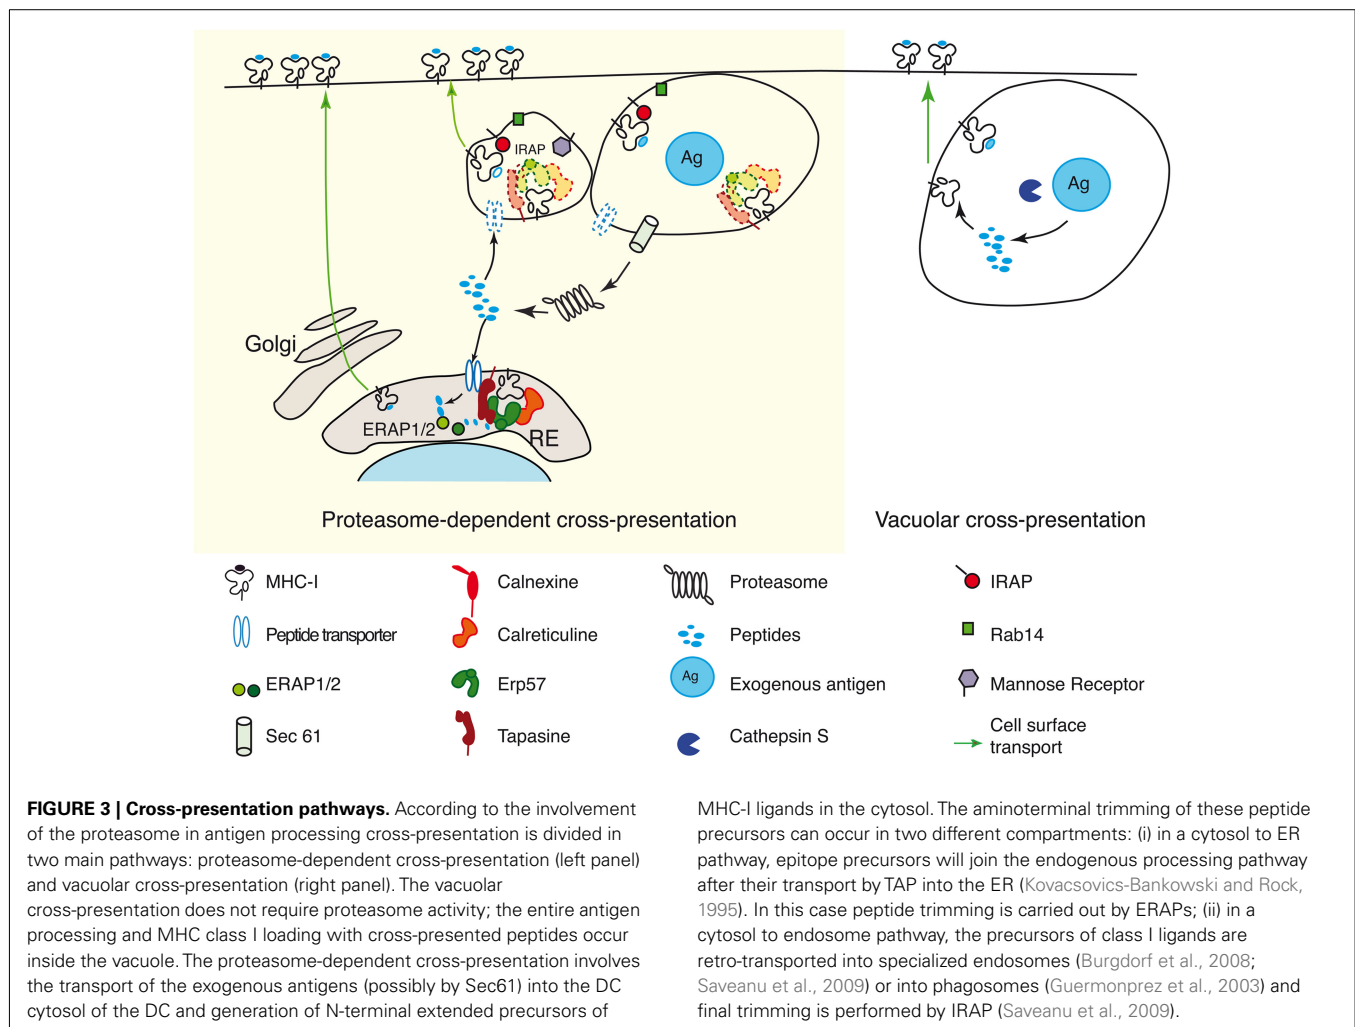 IRAP
Ag
Ag
Golgi
ERAP1/2
RE
Proteasome-dependent cross-presentation
Vacuolar cross-presentation
MHC-I
Calnexine
Proteasome
IRAP
Peptide transporter
Calreticuline
Peptides
Rab14
ERAP1/2
Erp57
Ag
Exogenous antigen
Mannose Receptor
Sec 61
Tapasine
Cathepsin S
Cell surface
transport
FIGURE 3 | Cross-presentation pathways. According to the involvement
of the proteasome in antigen processing cross-presentation is divided in
two main pathways: proteasome-dependent cross-presentation (left panel)
and vacuolar cross-presentation (right panel). The vacuolar
cross-presentation does not require proteasome activity; the entire antigen
processing and MHC class I loading with cross-presented peptides occur
inside the vacuole. The proteasome-dependent cross-presentation involves
the transport of the exogenous antigens (possibly by Sec61) into the DC
cytosol of the DC and generation of N-terminal extended precursors of
MHC-I ligands in the cytosol. The aminoterminal trimming of these peptide
precursors can occur in two different compartments: (i) in a cytosol to ER
pathway, epitope precursors will join the endogenous processing pathway
after their transport by TAP into the ER (Kovacsovics-Bankowski and Rock,
1995). In this case peptide trimming is carried out by ERAPs; (ii) in a
cytosol to endosome pathway, the precursors of class I ligands are
retro-transported into specialized endosomes (Burgdorf et al., 2008;
Saveanu et al., 2009) or into phagosomes (Guermonprez et al., 2003) and
final trimming is performed by IRAP (Saveanu et al., 2009).